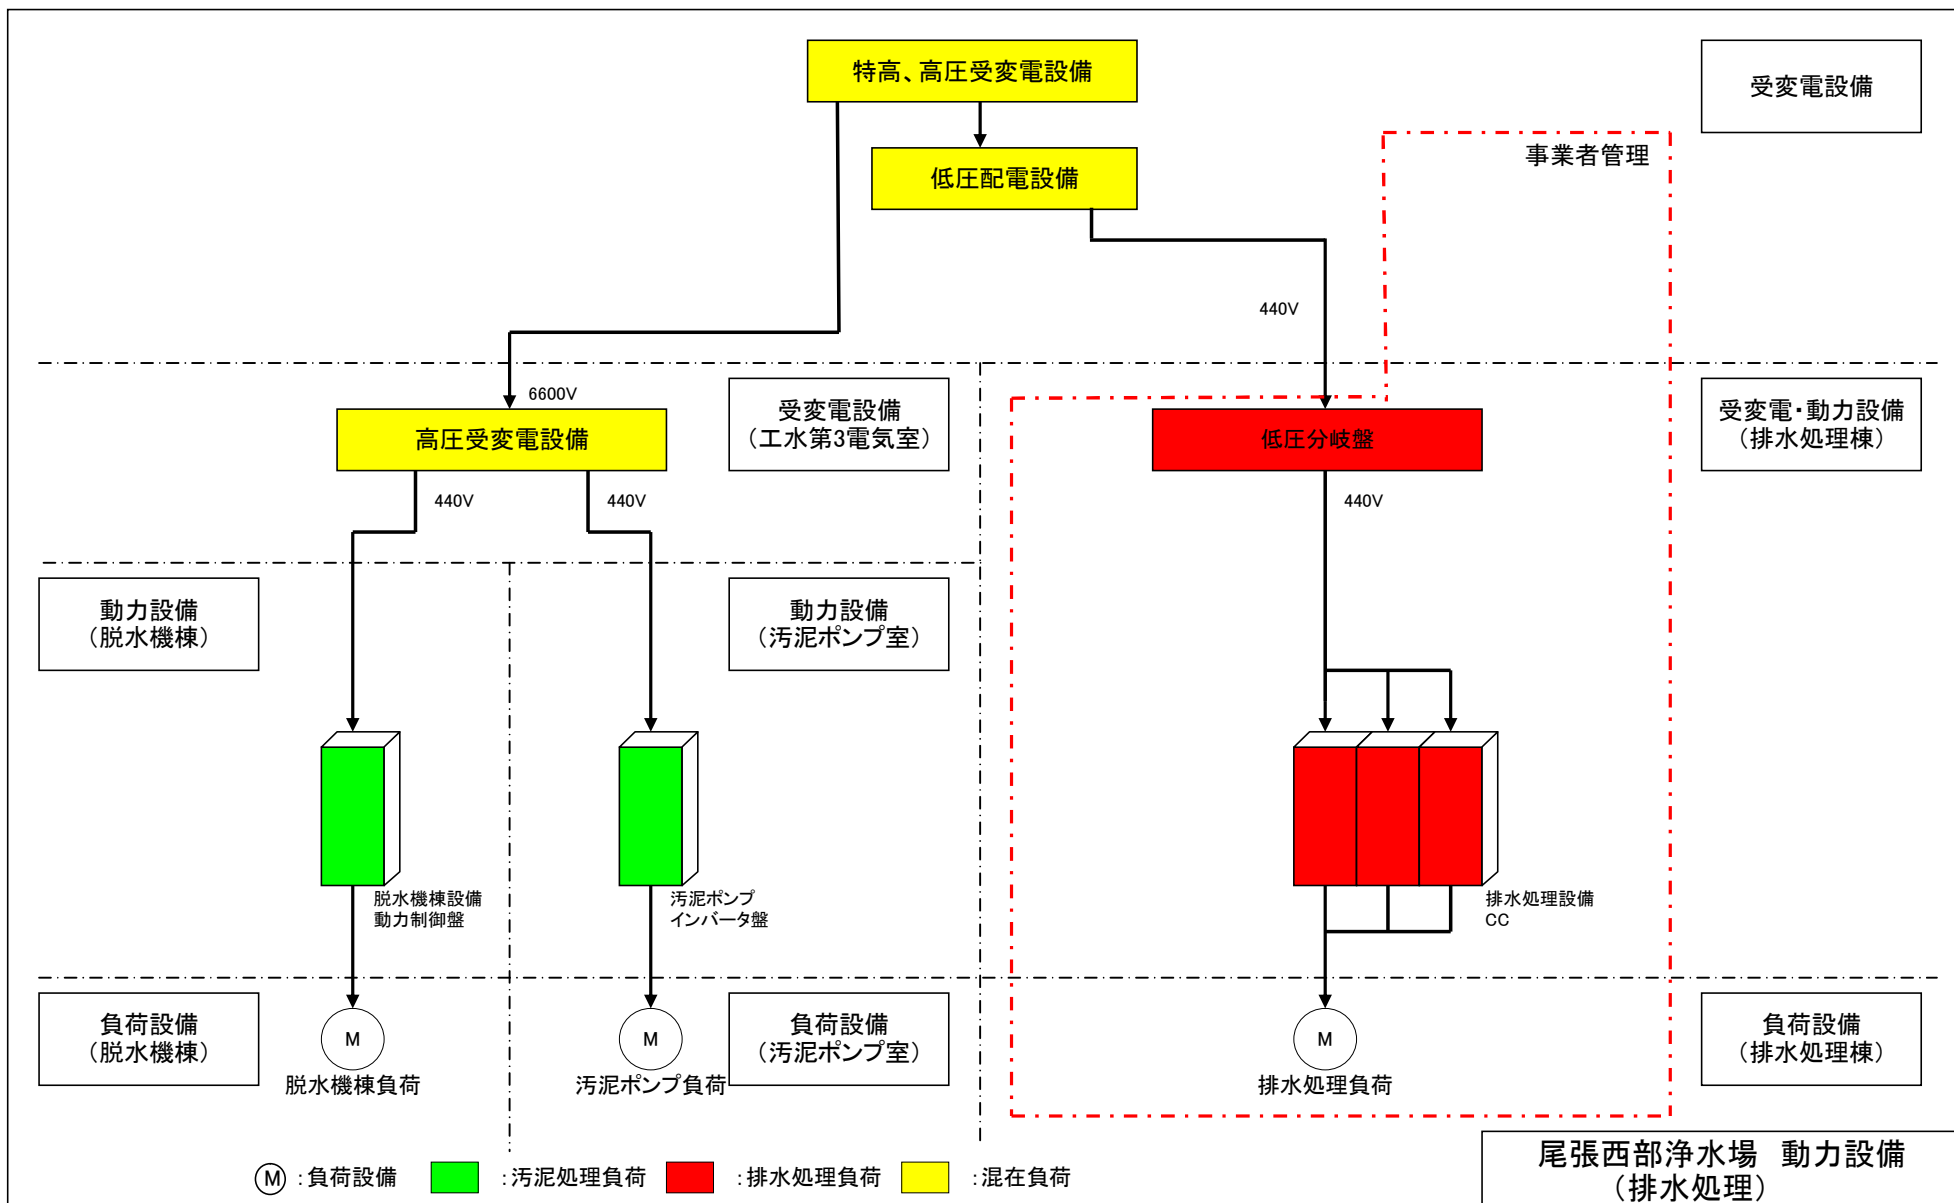 特高、高圧受変電設備
受変電設備
事業者管理
低圧配電設備
440V
6600V
高圧受変電設備
受変電設備
（工水第3電気室）
低圧分岐盤
受変電・動力設備
（排水処理棟）
440V
440V
440V
動力設備
（脱水機棟）
動力設備
（汚泥ポンプ室）
脱水機棟設備
動力制御盤
汚泥ポンプ
インバータ盤
排水処理設備
CC
負荷設備
（脱水機棟）
M
脱水機棟負荷
M
汚泥ポンプ負荷
負荷設備
（汚泥ポンプ室）
M
排水処理負荷
負荷設備
（排水処理棟）
M ：負荷設備
：汚泥処理負荷
：排水処理負荷
：混在負荷
尾張西部浄水場　動力設備
（排水処理）